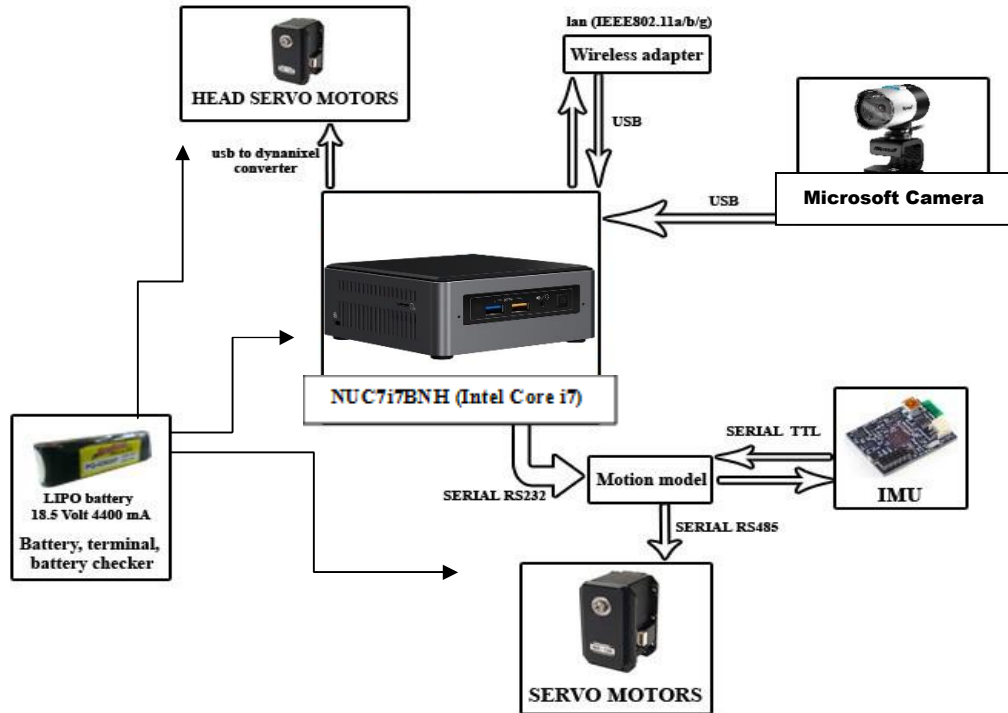 lan (IEEE802.11a/b/g)
Wireless adapter
HEAD SERVO MOTORS
USB
usb to dynanixel
converter
Microsoft
USB
Microsoft Camera
NUC7i7BNH (Intel Core i7)
SERIAL TTL
SERIAL RS232
Motion model
IMU
LIPO battery
18.5 Volt 4400 mA
Battery, terminal,
battery checker
SERIAL RS485
SERVO MOTORS